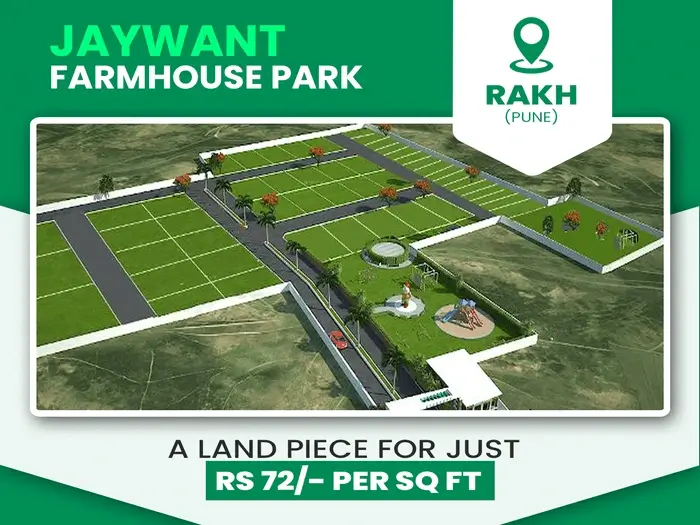 JAYWANT
FARMHOUSE PARK
RAKH
(PUNE)
A LAND PIECE FOR JUST
RS 72/- PER SQ FT